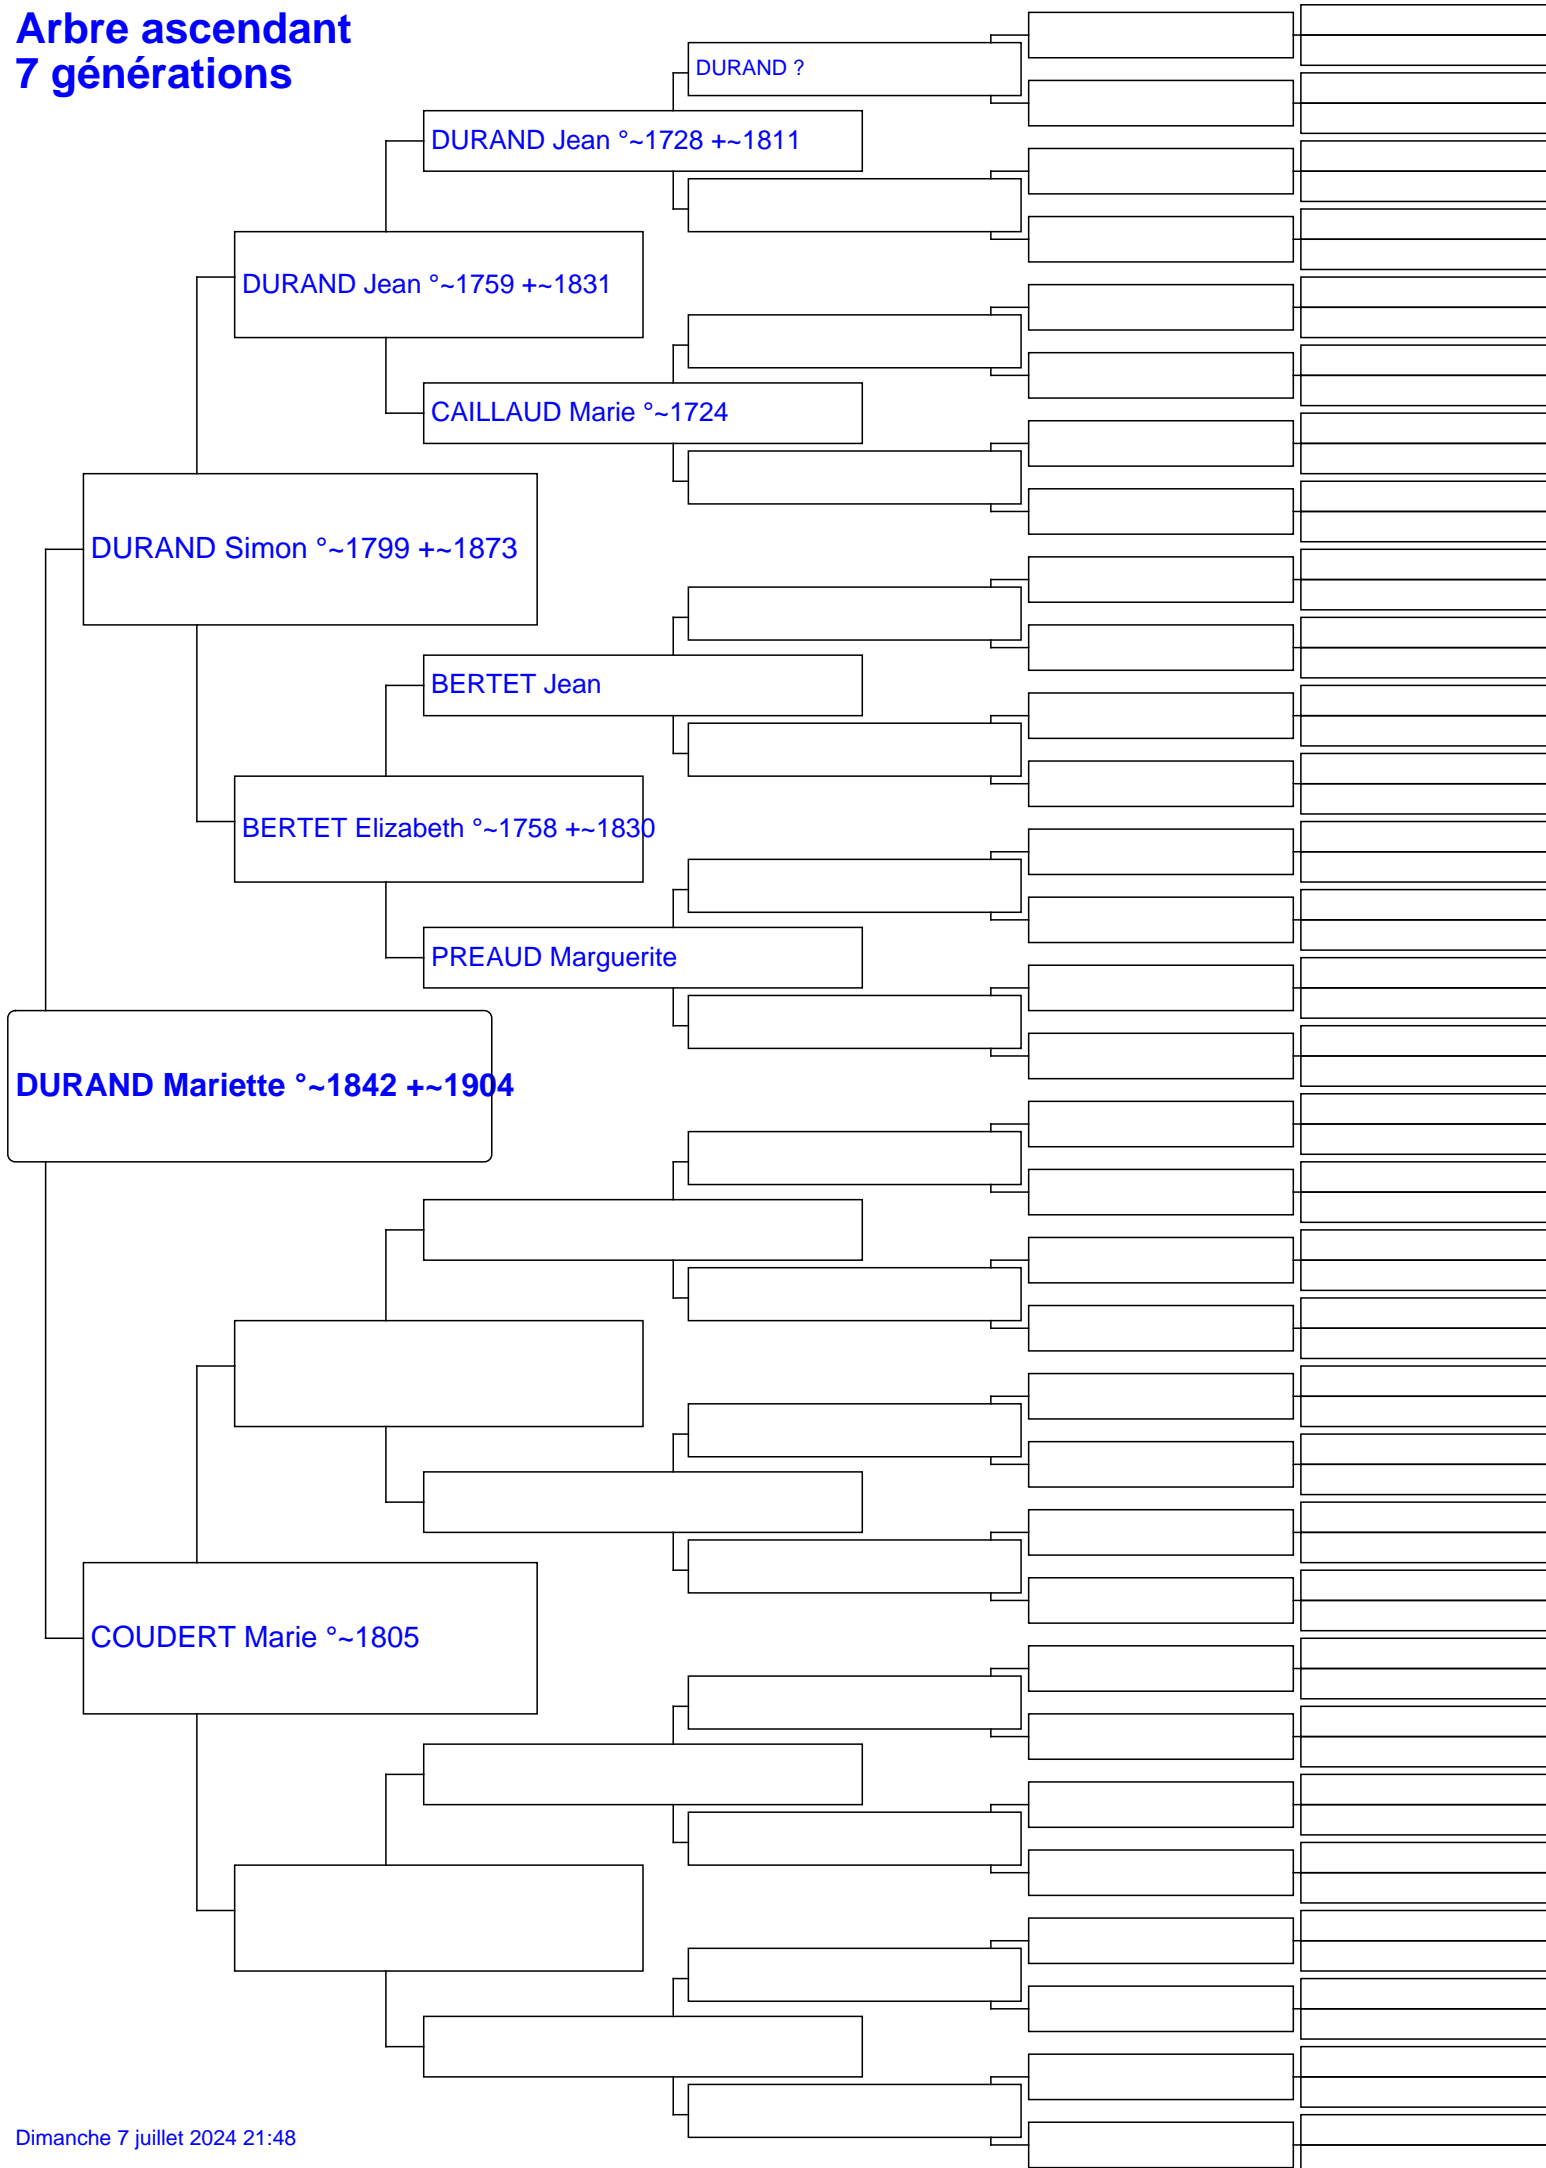 Arbre ascendant
7 générations
DURAND ?
DURAND Jean °~1728 +~1811
DURAND Jean °~1759 +~1831
CAILLAUD Marie °~1724
DURAND Simon °~1799 +~1873
BERTET Jean
BERTET Elizabeth °~1758 +~1830
PREAUD Marguerite
DURAND Mariette °~1842 +~1904
COUDERT Marie °~1805
Dimanche 7 juillet 2024 21:48